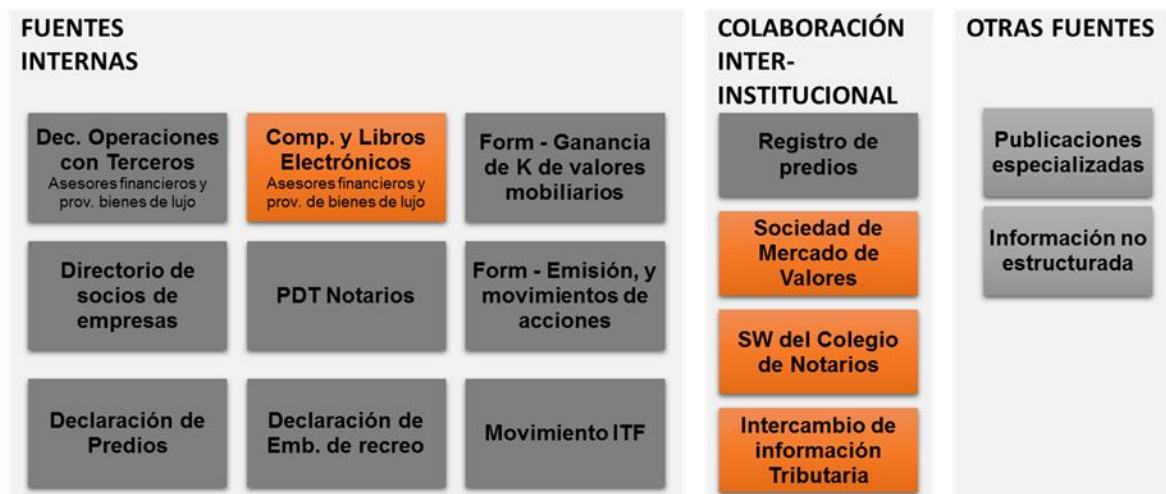 FUENTES
INTERNAS
Dec. Operaciones
con Terceros
Asesores financieros y
prov. bienes de lujo
Comp. y Libros
Electrónicos
Asesores financieros y
prov. de bienes de lujo
Form - Ganancia
de K de valores
mobiliarios
Directorio de
socios de
empresas
PDT Notarios
Form - Emisión, y
movimientos de
acciones
Declaración de
Predios
Declaración de
Emb. de recreo
Movimiento ITF
COLABORACIÓN
INTER-
INSTITUCIONAL
Registro de
predios
Sociedad de
Mercado de
Valores
SW del Colegio
de Notarios
Intercambio de
información
Tributaria
OTRAS FUENTES
Publicaciones
especializadas
Información no
estructurada